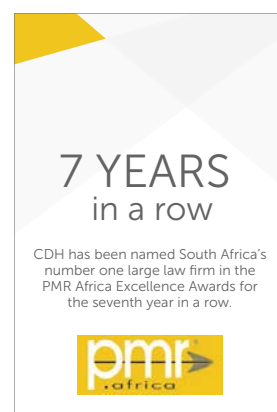 7 YEARS
in a row
CDH has been named South Africa's
number one large law firm in the
PMR Africa Excellence Awards for
the seventh year in a row.
pmr
.africa